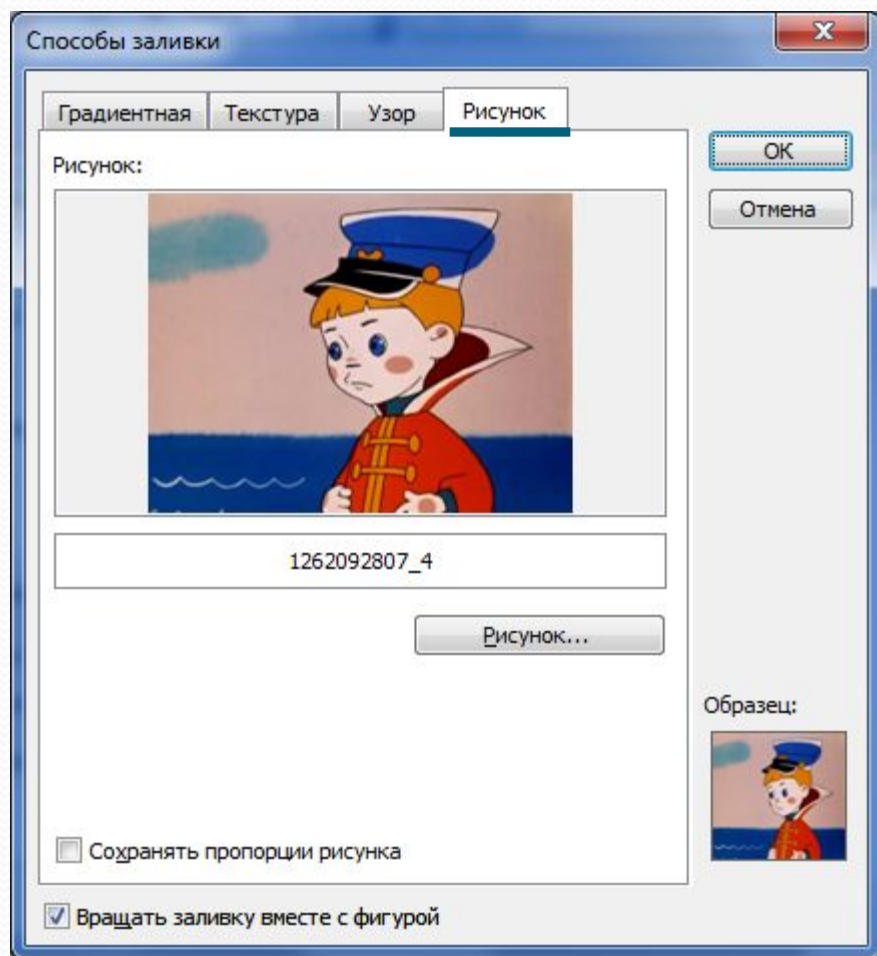 Способы заливки
Градиентная Текстура Узор Рисунок
Рисунок:
ОК
Отмена
1262092807_4
Рисунок...
Образец:
Сохранять пропорции рисунка
Вращать заливку вместе с фигурой